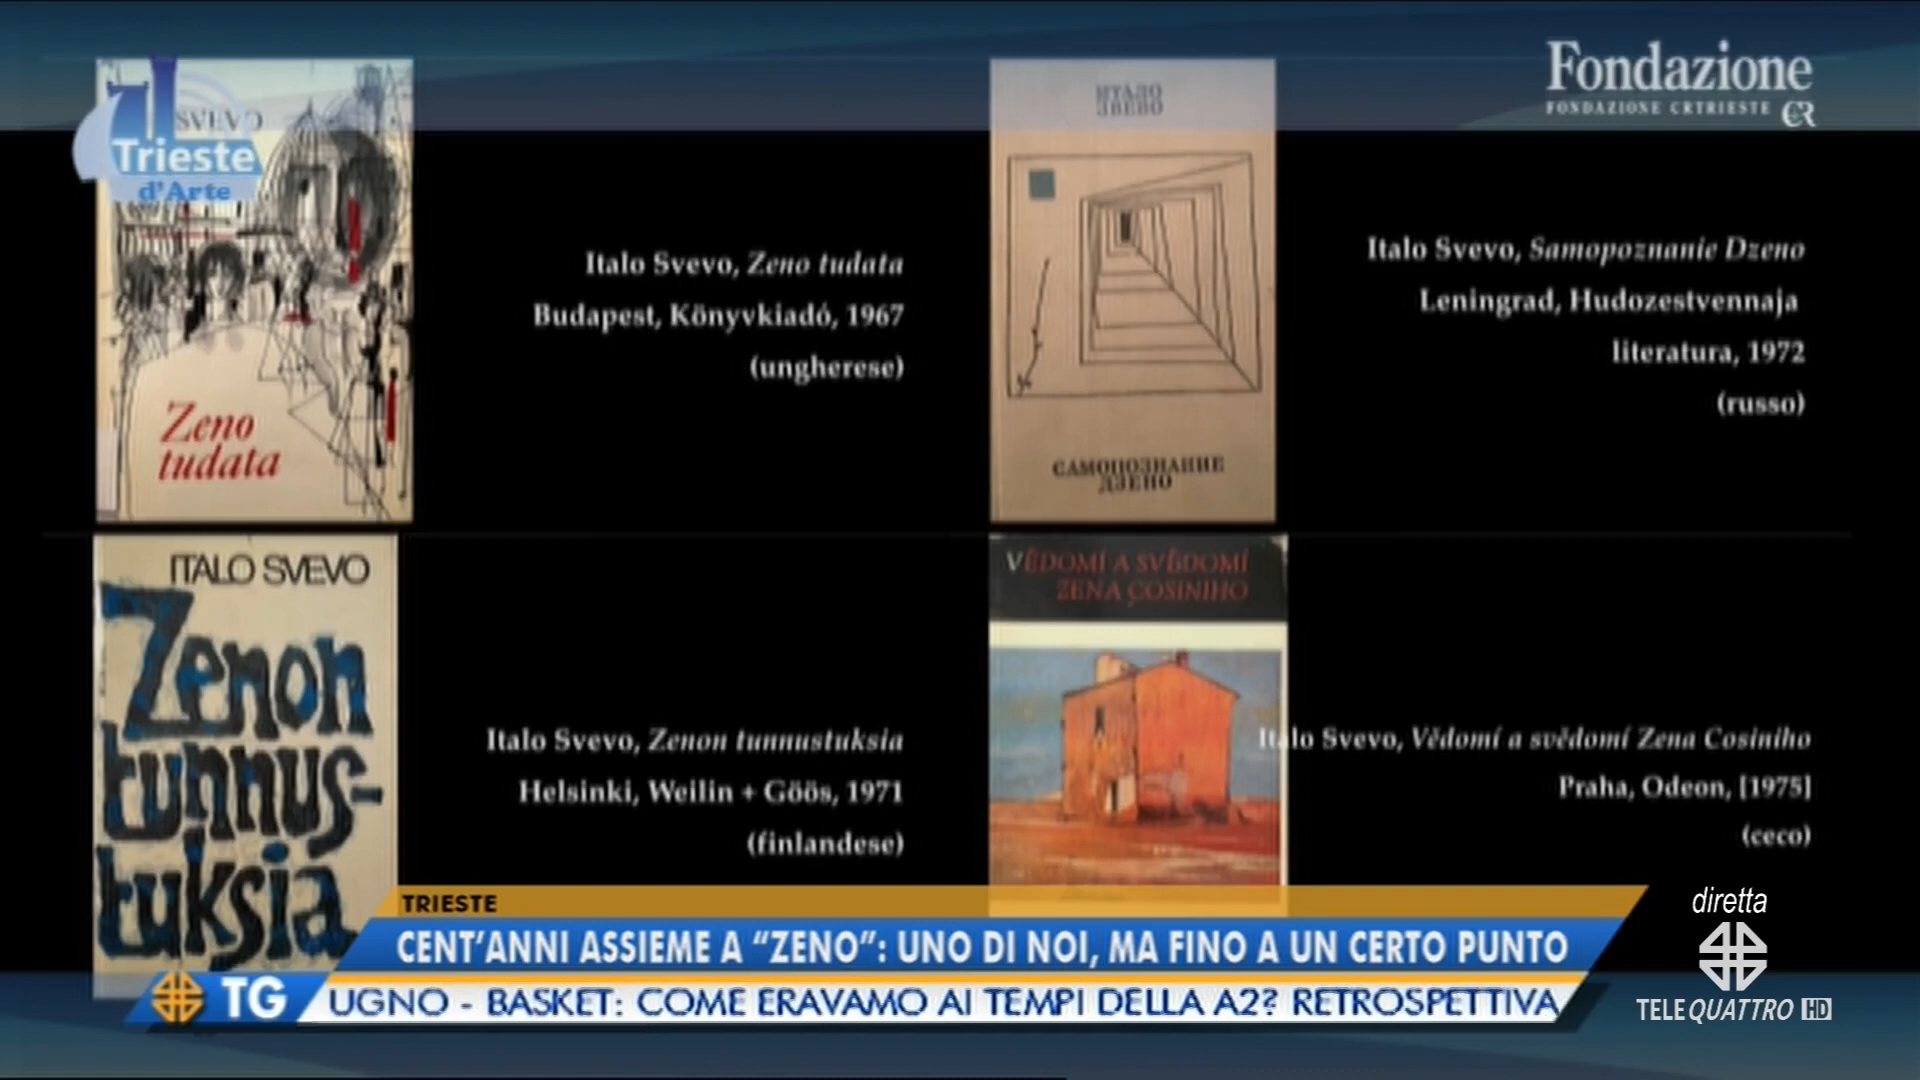 SVEVO
Trieste
d'Arte
Zeno
tudata
Italo Svevo, Zeno tudata
Budapest, Könyvkiadó, 1967
(ungherese)
ИТАЛО
ЗВЕВО
САМОПОЗНАНИЕ
ДЗЕНО
Fondazione
FONDAZIONE CRTRIESTE
Italo Svevo, Samopoznanie Dzeno
Leningrad, Hudozestvennaja
literatura, 1972
(russo)
ITALO SVEVO
Zenon
tunnus-
tuksia
Italo Svevo, Zenon tunnustuksia
Helsinki, Weilin + Göös, 1971
(finlandese)
VĚDOMÍ A SVĚDOMÍ
ZENA COSINIHO
Italo Svevo, Vědomí a svědomí Zena Cosiniho
Praha, Odeon, [1975]
(ceco)
TRIESTE
CENT'ANNI ASSIEME A “ZENO”: UNO DI NOI, MA FINO A UN CERTO PUNTO
TG
UGNO - BASKET: COME ERAVAMO AI TEMPI DELLA A2? RETROSPETTIVA
diretta
TELEQUATTRO HD